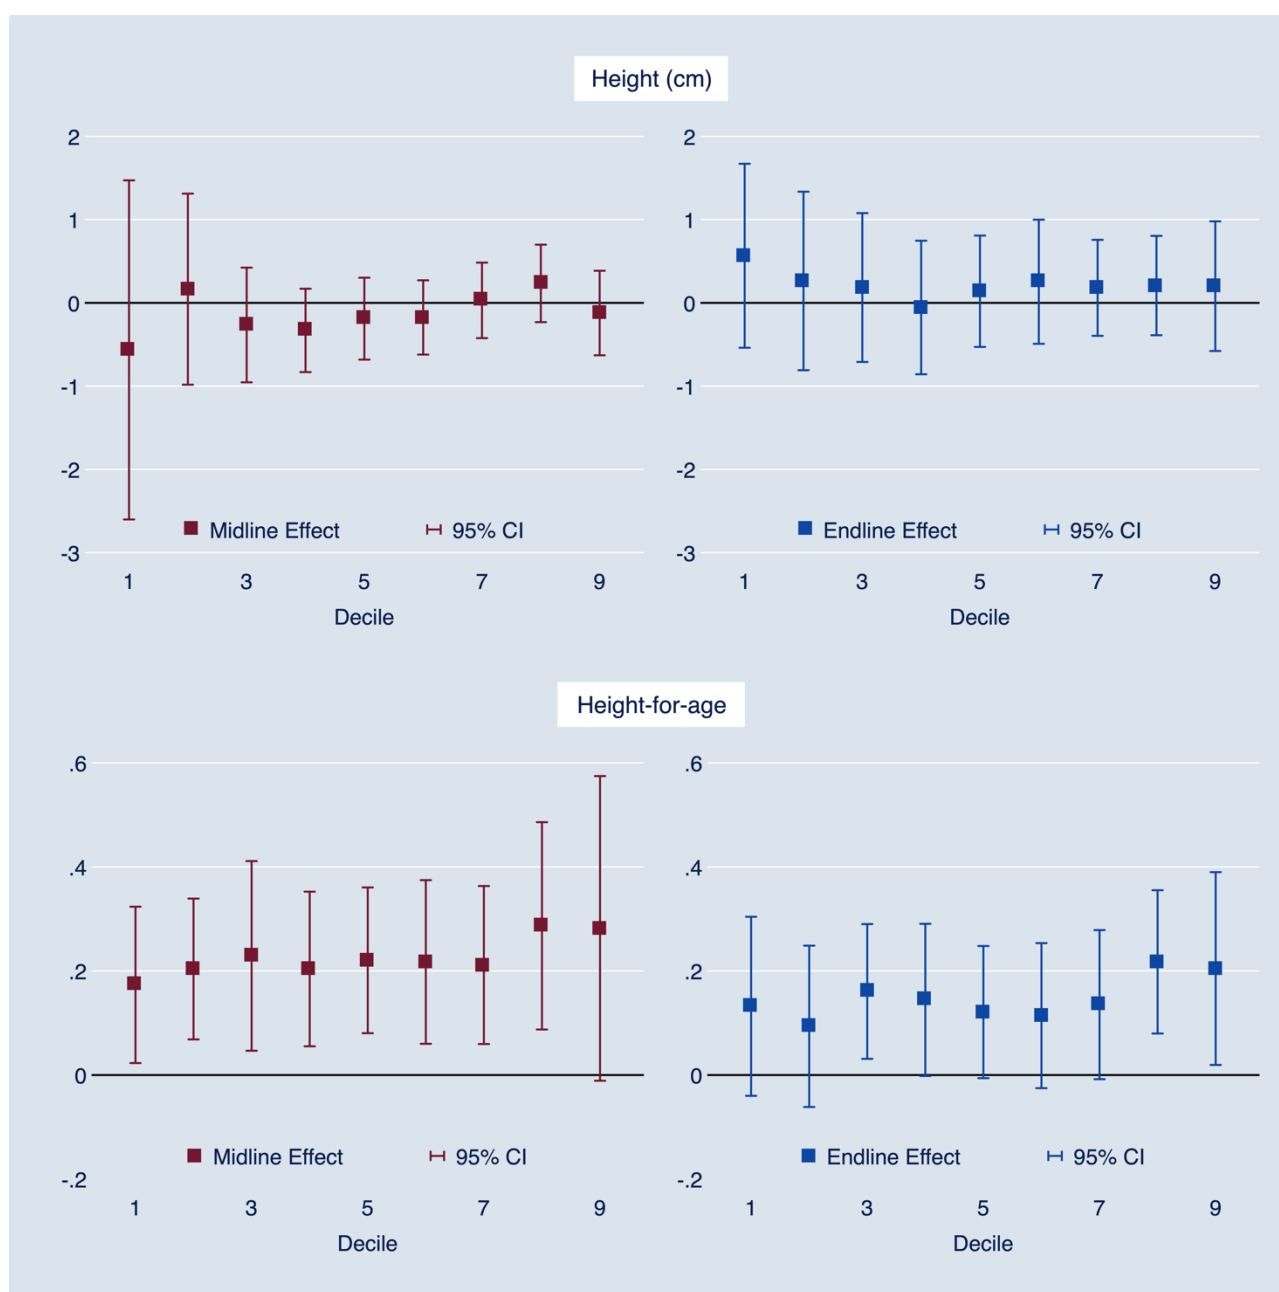 Height (cm)
2
1
0
-1
-2
-3
Midline Effect 95% CI
1 3 5 7 9
Decile
2
1
0
-1
-2
-3
Endline Effect 95% CI
1 3 5 7 9
Decile
Height-for-age
.6
.4
.2
0
-.2
Midline Effect 95% CI
1 3 5 7 9
Decile
.6
.4
.2
0
-.2
Endline Effect 95% CI
1 3 5 7 9
Decile